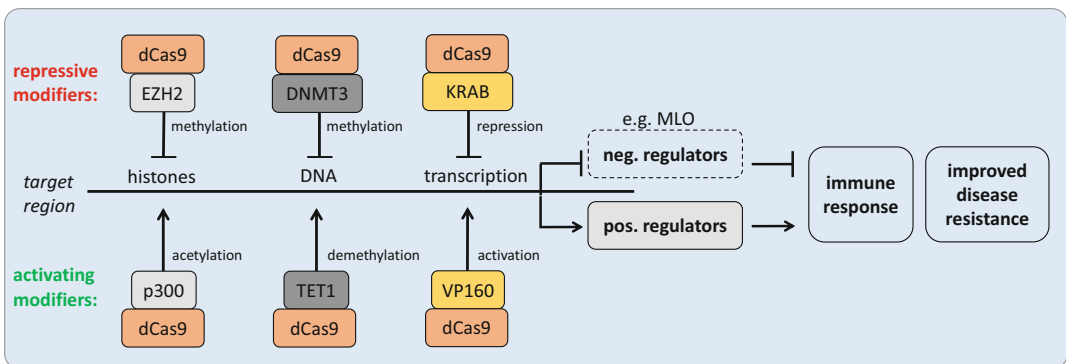 dCas9
dCas9
dCas9
repressive
modifiers:
EZH2
DNMT3
KRAB
methylation
methylation
repression
e.g. MLO
neg. regulators
target
region
histones
DNA
transcription
immune
response
improved
disease
resistance
pos. regulators
acetylation
demethylation
activation
activating
modifiers:
p300
TET1
VP160
dCas9
dCas9
dCas9